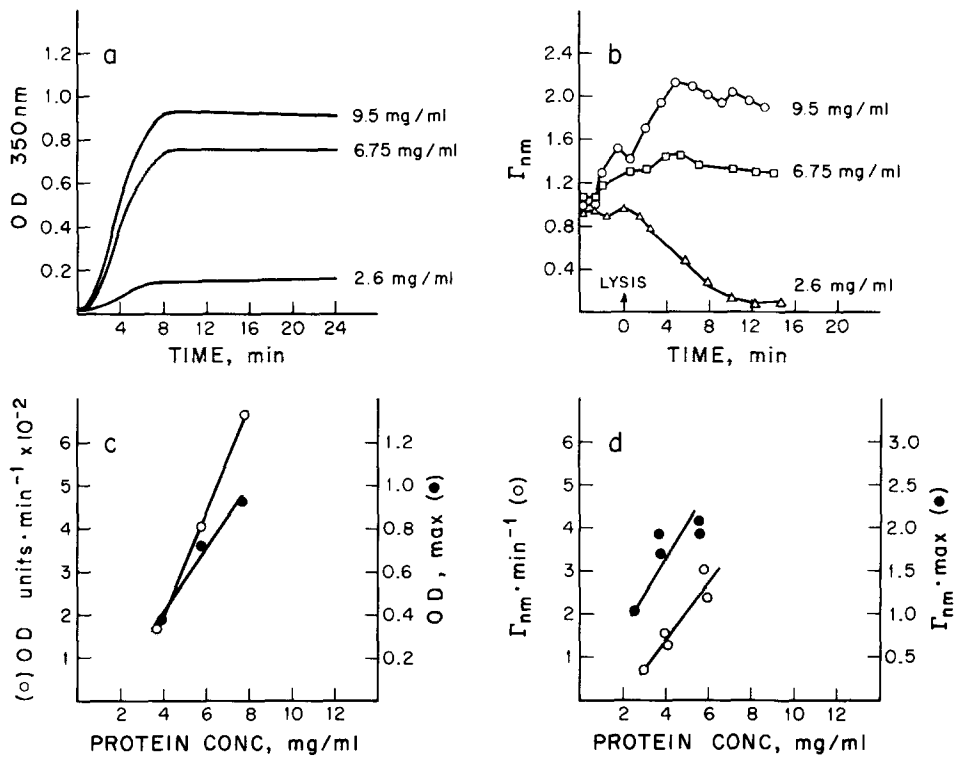 a
OD 350nm
1.2
1.0
0.8
0.6
0.4
0.2
9.5 mg/ml
6.75 mg/ml
2.6 mg/ml
4 8 12 16 20 24
TIME, min
b
Γnm
2.4
2.0
1.6
1.2
0.8
0.4
9.5 mg/ml
6.75 mg/ml
2.6 mg/ml
LYSIS
0 4 8 12 16 20
TIME, min
c
(○) OD units·min⁻¹ x10⁻²
6
5
4
3
2
1
1.2
1.0
0.8
0.6
0.4
0.2
OD, max (●)
2 4 6 8 10 12
PROTEIN CONC, mg/ml
d
Γnm·min⁻¹ (○)
6
5
4
3
2
1
3.0
2.5
2.0
1.5
1.0
0.5
Γnm·max (●)
2 4 6 8 10 12
PROTEIN CONC, mg/ml